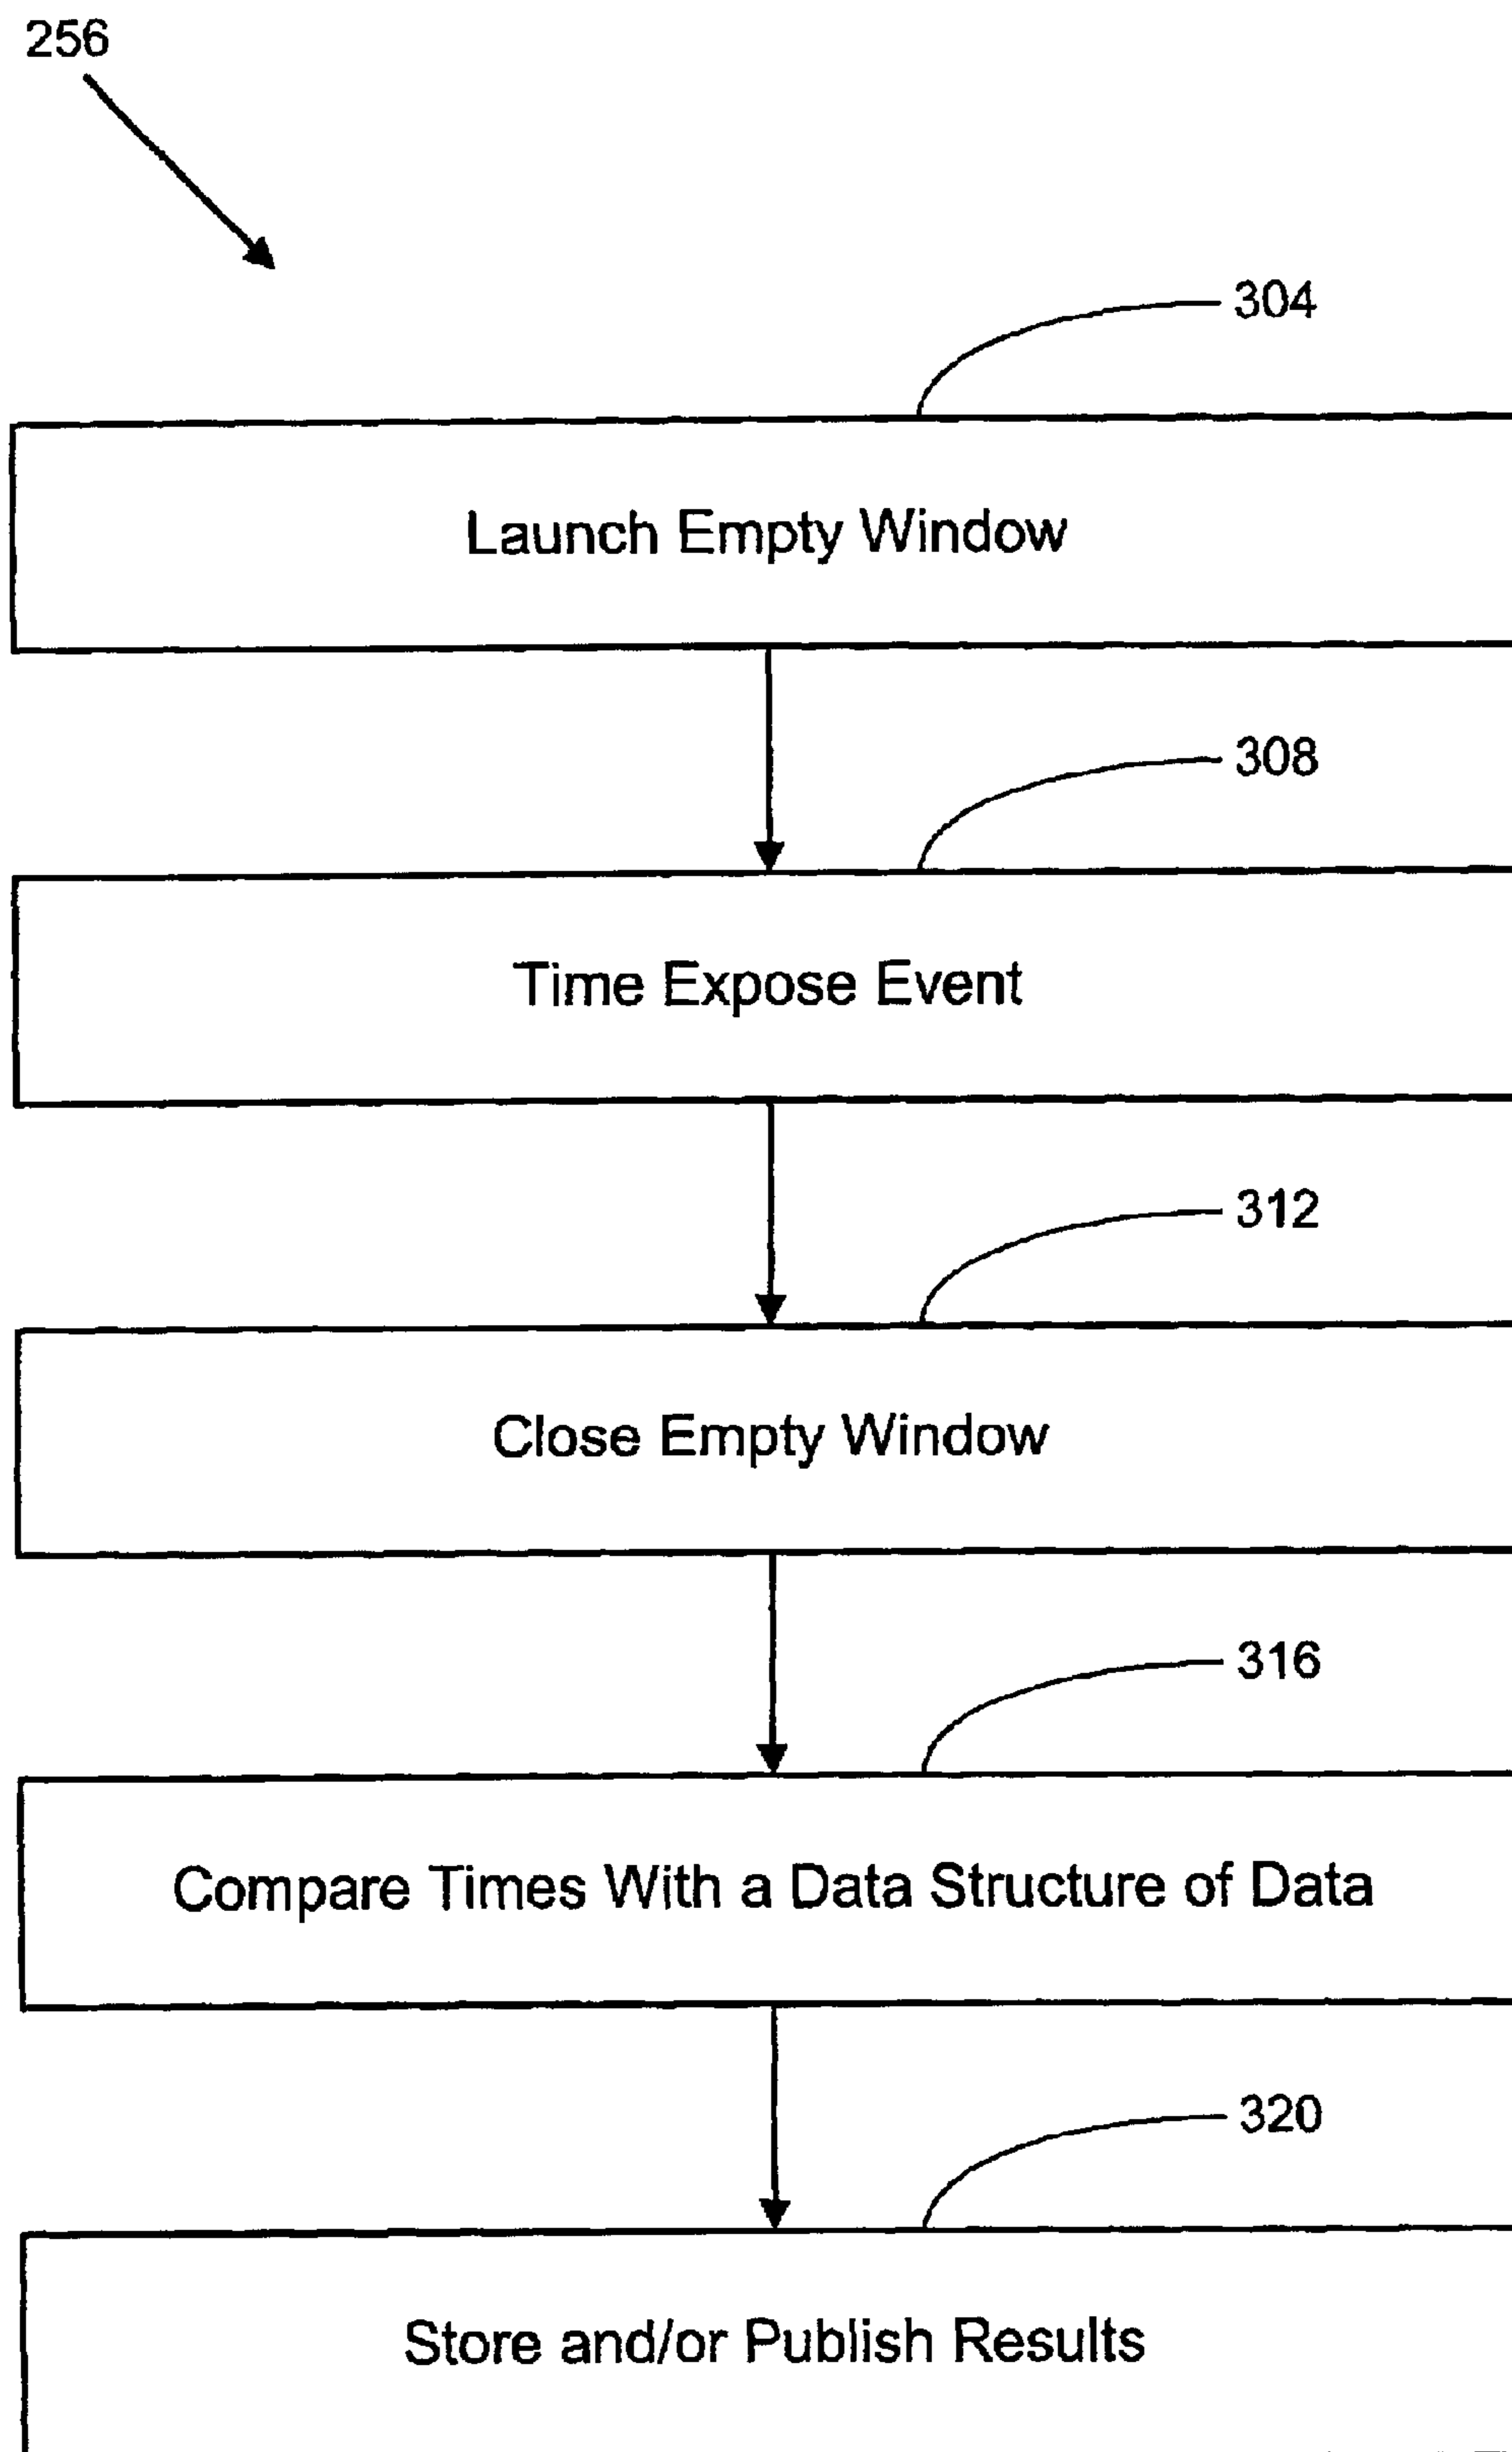 256
304
Launch Empty Window
308
Time Expose Event
312
Close Empty Window
316
Compare Times With a Data Structure of Data
320
Store and/or Publish Results